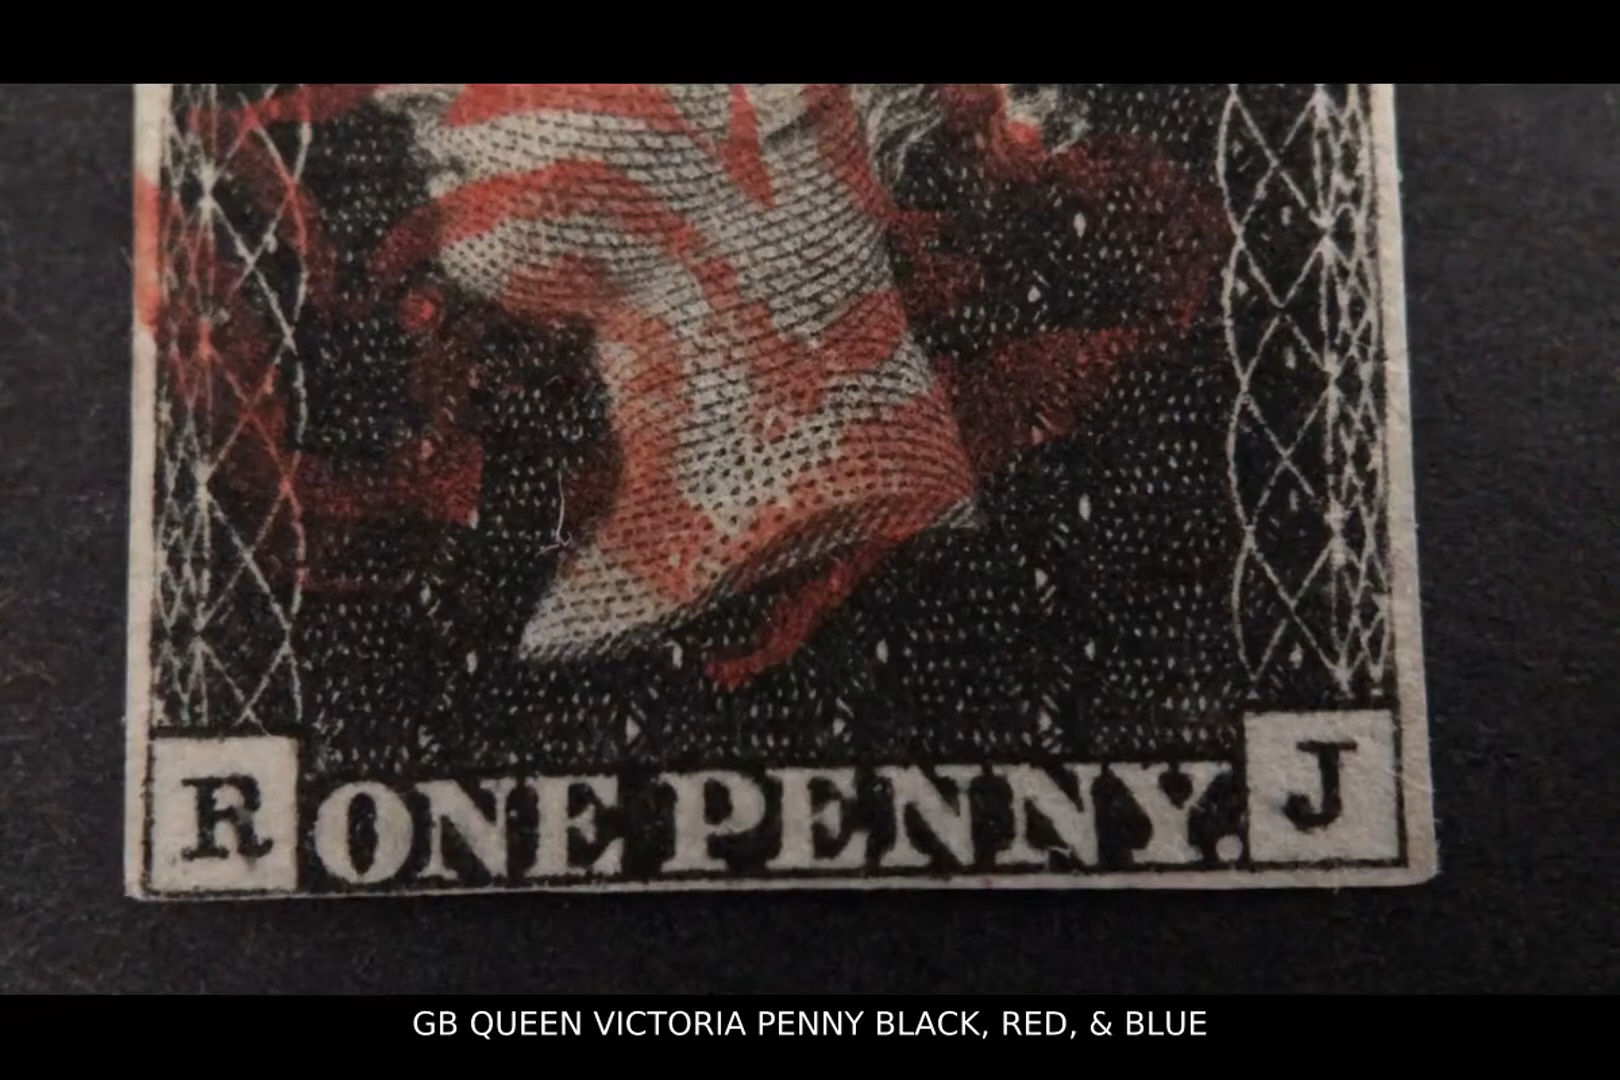 R ONE PENNY. J
GB QUEEN VICTORIA PENNY BLACK, RED, & BLUE